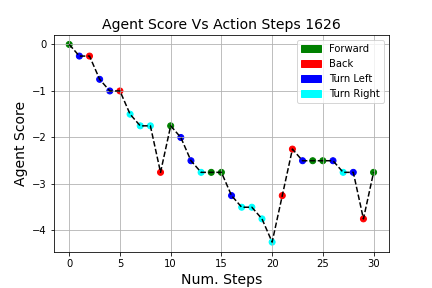 Agent Score Vs Action Steps 1626
Agent Score
0
−1
−2
−3
−4
Forward
Back
Turn Left
Turn Right
0 5 10 15 20 25 30
Num. Steps